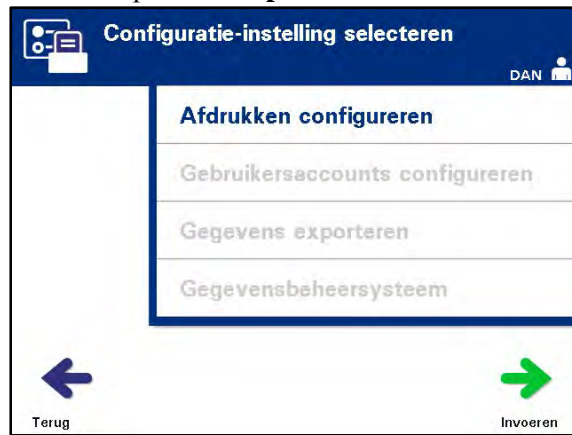 Configuratie-instelling selecteren
DAN
Afdrukken configureren
Gebruikersaccounts configureren
Gegevens exporteren
Gegevensbeheersysteem
Terug
Invoeren